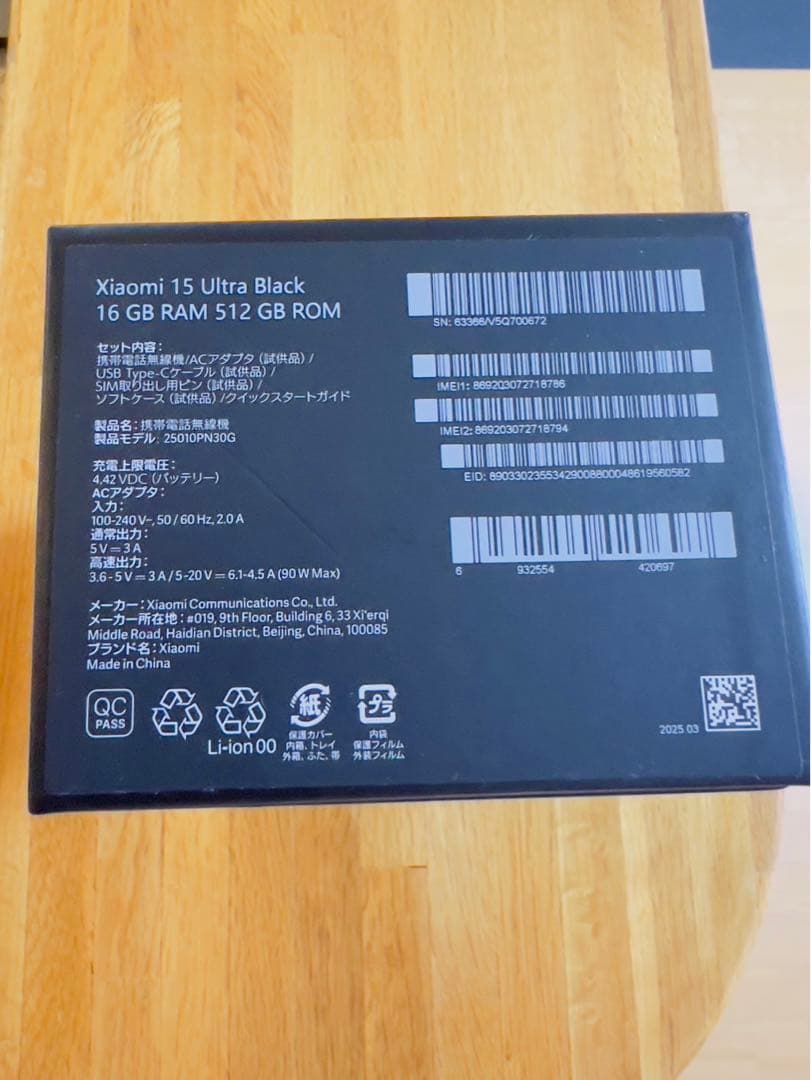 Xiaomi 15 Ultra Black
16 GB RAM 512 GB ROM
セット内容：
携帯電話無線機/ACアダプタ（試供品）/
USB Type-Cケーブル（試供品）/
SIM取り出し用ピン（試供品）/
ソフトケース（試供品）/クイックスタートガイド
製品名：携帯電話無線機
製品モデル: 25010PN30G
充電上限電圧：
4.42 VDC（バッテリー）
ACアダプタ：
入力：
100-240 V~, 50 / 60 Hz, 2.0 A
通常出力：
5 V = 3 A
高速出力：
3.6 - 5 V = 3 A / 5-20 V = 6.1-4.5 A (90 W Max)
メーカー：Xiaomi Communications Co., Ltd.
メーカー所在地：#019, 9th Floor, Building 6, 33 Xi'erqi
Middle Road, Haidian District, Beijing, China, 100085
ブランド名：Xiaomi
Made in China
QC
PASS
Li-ion 00
紙
保護カバー
内箱、トレイ
外箱、ふた、帯
プラ
内袋
保護フィルム
外装フィルム
SN: 63366/V5Q700672
IMEI1: 869203072718786
IMEI2: 869203072718794
EID: 89033023553429008800048619560582
6 932554 420697
2025.03